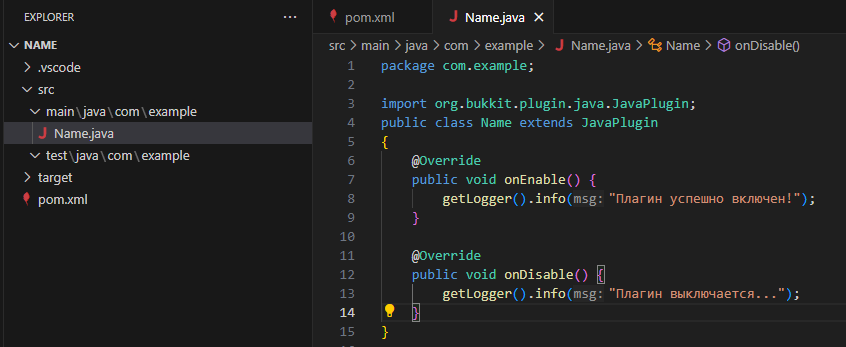 EXPLORER
···
NAME
.vscode
src
main\java\com\example
Name.java
test\java\com\example
target
pom.xml
pom.xml
Name.java
src > main > java > com > example > Name.java > Name > onDisable()
1 package com.example;
2
3 import org.bukkit.plugin.java.JavaPlugin;
4 public class Name extends JavaPlugin
5 {
6 @Override
7 public void onEnable() {
8 getLogger().info(msg:"Плагин успешно включен!");
9 }
10
11 @Override
12 public void onDisable() {
13 getLogger().info(msg:"Плагин выключается...");
14 }
15 }